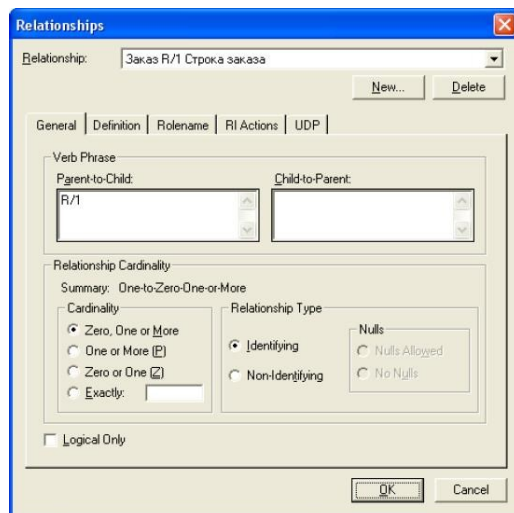 Relationships
Relationship: Заказ R/1 Строка заказа
New... Delete
General Definition Rolename RI Actions UDP
Verb Phrase
Parent-to-Child: Child-to-Parent:
R/1
Relationship Cardinality
Summary: One-to-Zero-One-or-More
Cardinality Relationship Type
Zero, One or More Nulls
One or More (P) Identifying Nulls Allowed
Zero or One (Z) Non-Identifying No Nulls
Exactly:
Logical Only
OK Cancel